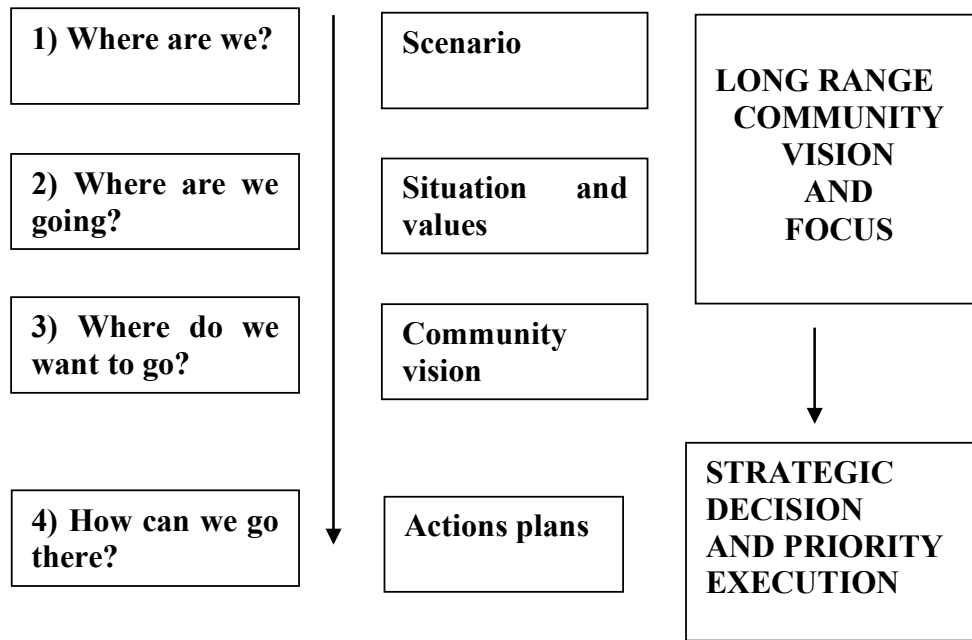 1) Where are we?
Scenario
LONG RANGE
COMMUNITY
VISION
AND
FOCUS
2) Where are we
going?
Situation and
values
3) Where do we
want to go?
Community
vision
4) How can we go
there?
Actions plans
STRATEGIC
DECISION
AND PRIORITY
EXECUTION